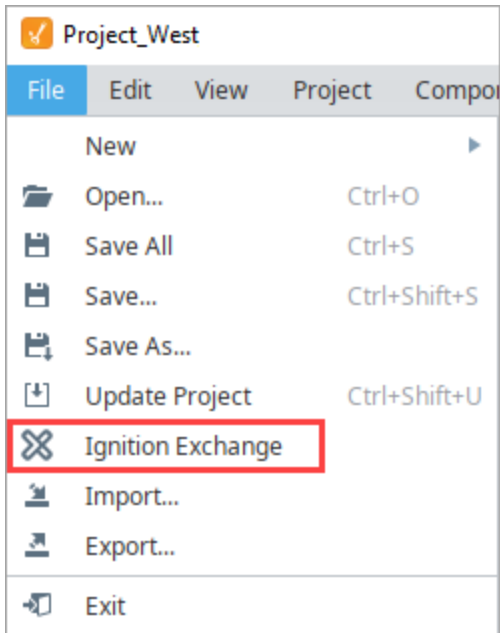 Project_West
File Edit View Project
New
Open... Ctrl+O
Save All Ctrl+S
Save... Ctrl+Shift+S
Save As...
Update Project Ctrl+Shift+U
Ignition Exchange
Import...
Export...
Exit